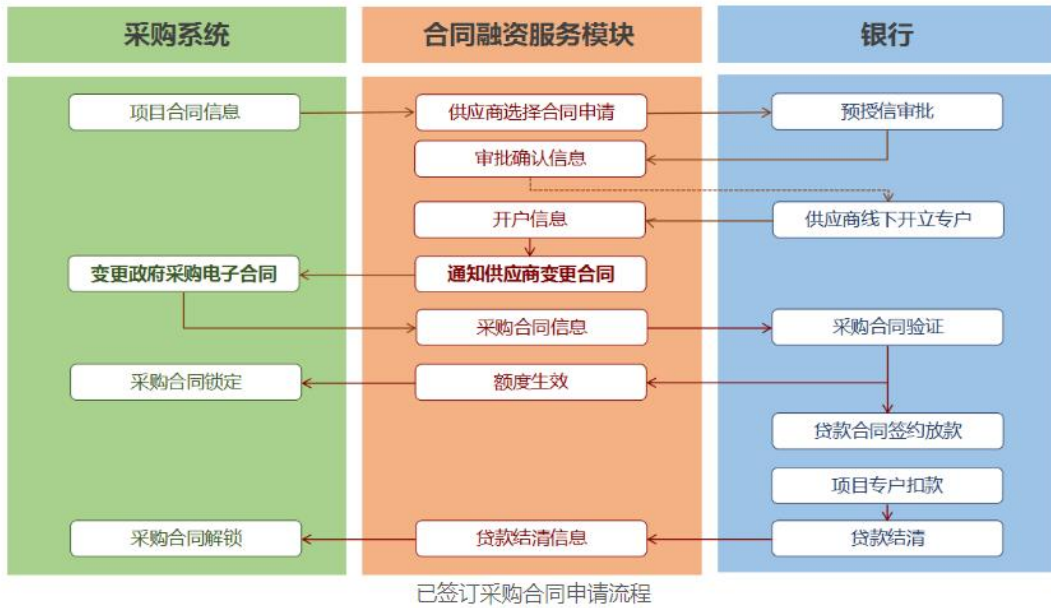 采购系统
合同融资服务模块
银行
项目合同信息
供应商选择合同申请
预授信审批
审批确认信息
开户信息
供应商线下开立专户
变更政府采购电子合同
通知供应商变更合同
采购合同信息
采购合同验证
采购合同锁定
额度生效
贷款合同签约放款
项目专户扣款
采购合同解锁
贷款结清信息
贷款结清
已签订采购合同申请流程